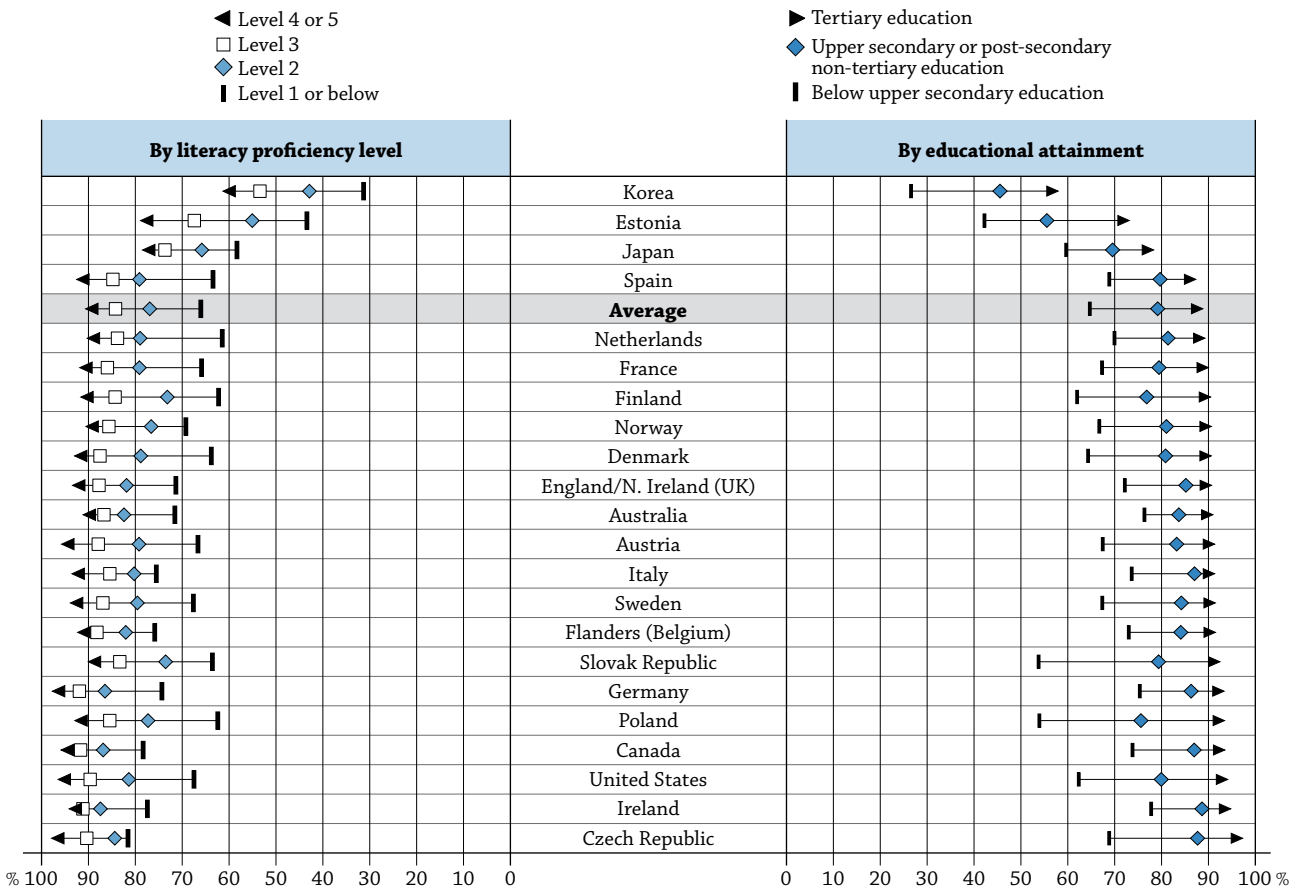 Level 4 or 5
Level 3
Level 2
Level 1 or below
Tertiary education
Upper secondary or post-secondary
non-tertiary education
Below upper secondary education
By literacy proficiency level
By educational attainment
Korea
Estonia
Japan
Spain
Average
Netherlands
France
Finland
Norway
Denmark
England/N. Ireland (UK)
Australia
Austria
Italy
Sweden
Flanders (Belgium)
Slovak Republic
Germany
Poland
Canada
United States
Ireland
Czech Republic
% 100 90 80 70 60 50 40 30 20 10 0
0 10 20 30 40 50 60 70 80 90 100 %